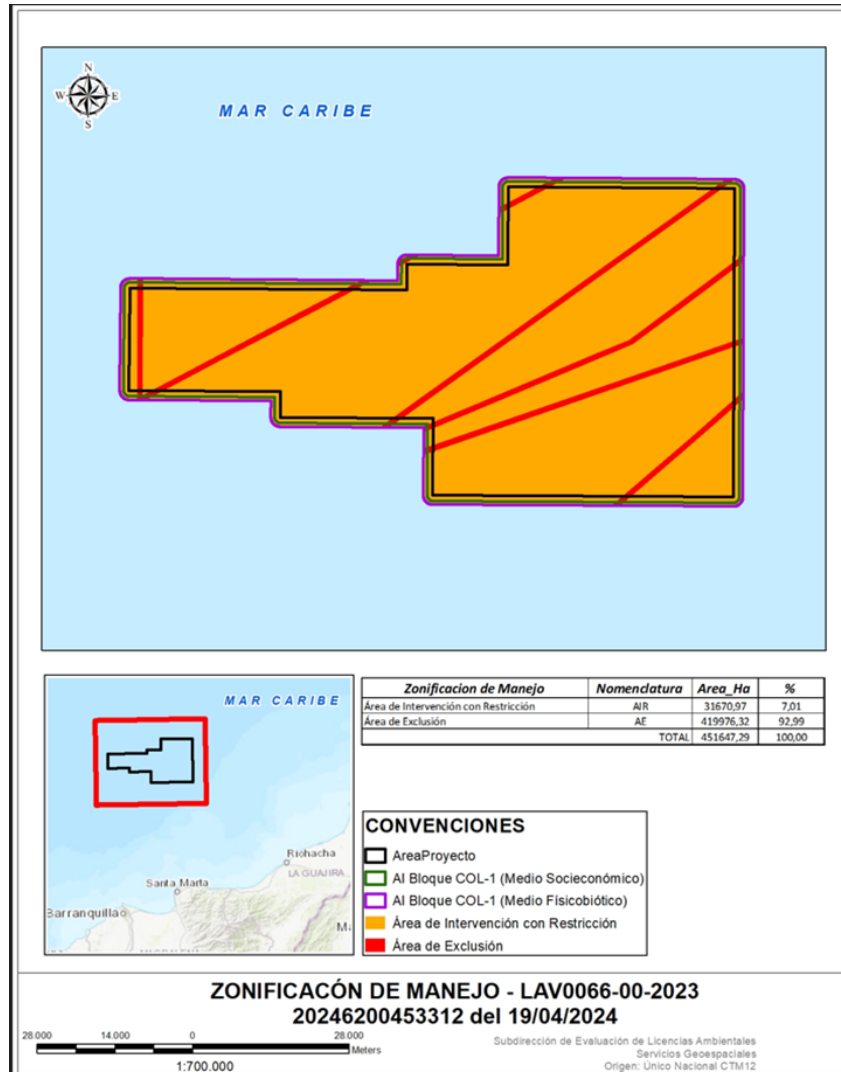 N
W E
S
MAR CARIBE
MAR CARIBE
Riohacha
LA GUAJIRA
Santa Marta
Barranquilla
Zonificacion de Manejo Nomendatura Area_Ha %
Área de Intervención con Restricción AIR 31670,97 7,01
Área de Exclusión AE 419976,32 92,99
TOTAL 451647,29 100,00
CONVENCIONES
AreaProyecto
AI Bloque COL-1 (Medio Socieconómico)
AI Bloque COL-1 (Medio Físicobiótico)
Área de Intervención con Restricción
Área de Exclusión
ZONIFICACÓN DE MANEJO - LAV0066-00-2023
20246200453312 del 19/04/2024
28.000 14.000 0 28.000
Meters
1:700.000
Subdirección de Evaluación de Licencias Ambientales
Servicios Geoespaciales
Origen: Único Nacional CTM12